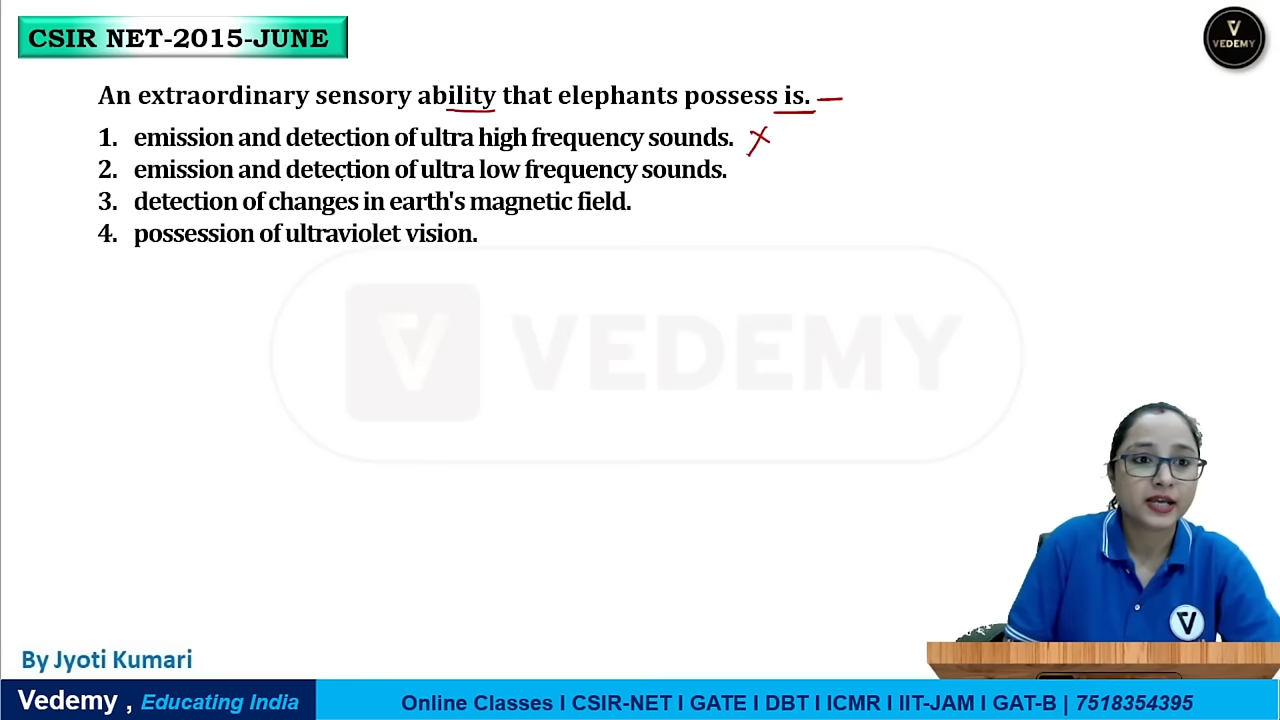 CSIR NET-2015-JUNE
V
VEDEMY
An extraordinary sensory ability that elephants possess is.
1. emission and detection of ultra high frequency sounds.
2. emission and detection of ultra low frequency sounds.
3. detection of changes in earth's magnetic field.
4. possession of ultraviolet vision.
V VEDEMY
V
By Jyoti Kumari
Vedemy , Educating India
Online Classes I CSIR-NET I GATE I DBT I ICMR I IIT-JAM I GAT-B | 7518354395